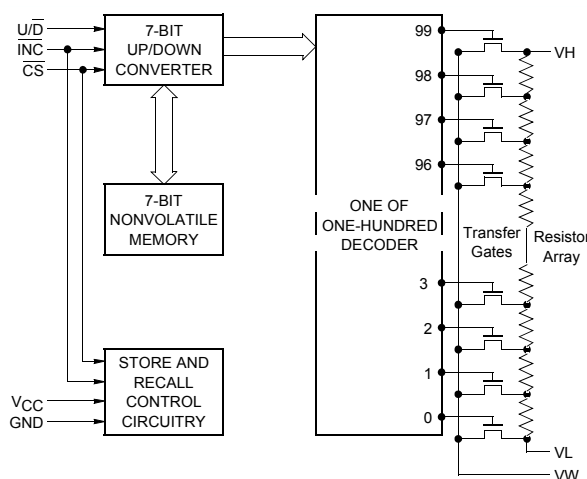 U/D
INC
CS
7-BIT
UP/DOWN
CONVERTER
7-BIT
NONVOLATILE
MEMORY
STORE AND
RECALL
CONTROL
CIRCUITRY
VCC
GND
ONE OF
ONE-HUNDRED
DECODER
99
98
97
96
3
2
1
0
Transfer
Gates
Resistor
Array
VH
VL
VW